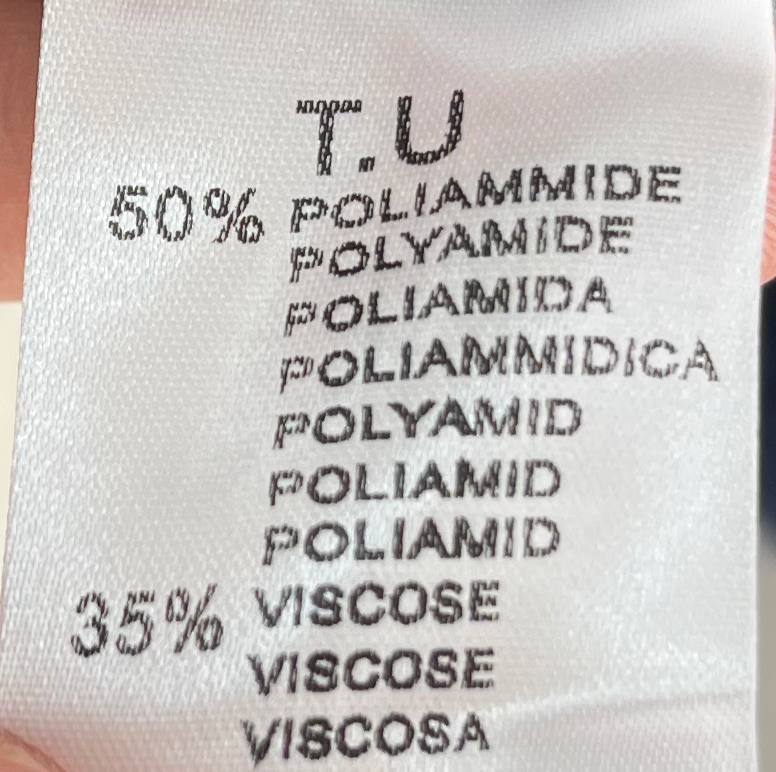 T.U
50% POLIAMMIDE
POLYAMIDE
POLIAMIDA
POLIAMMIDICA
POLYAMID
POLIAMID
POLIAMID
35% VISCOSE
VISCOSE
VISCOSA